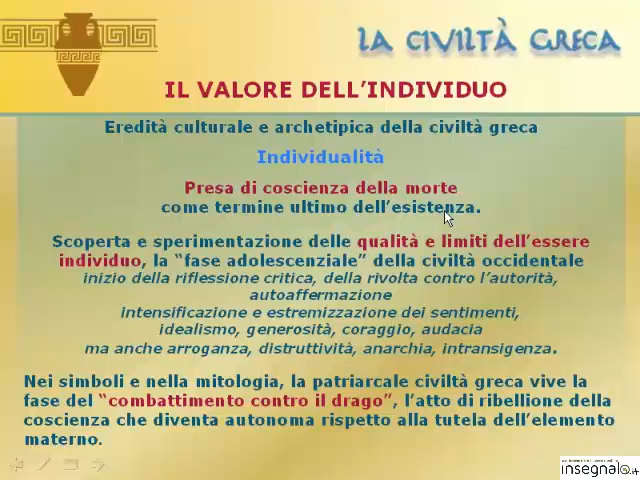 LA CIVILTÀ GRECA
IL VALORE DELL’INDIVIDUO
Eredità culturale e archetipica della civiltà greca
Individualità
Presa di coscienza della morte
come termine ultimo dell’esistenza.
Scoperta e sperimentazione delle qualità e limiti dell’essere
individuo, la “fase adolescenziale” della civiltà occidentale
inizio della riflessione critica, della rivolta contro l’autorità,
autoaffermazione
intensificazione e estremizzazione dei sentimenti,
idealismo, generosità, coraggio, audacia
ma anche arroganza, distruttività, anarchia, intransigenza.
Nei simboli e nella mitologia, la patriarcale civiltà greca vive la
fase del “combattimento contro il drago”, l’atto di ribellione della
coscienza che diventa autonoma rispetto alla tutela dell’elemento
materno.
insegnalo.it